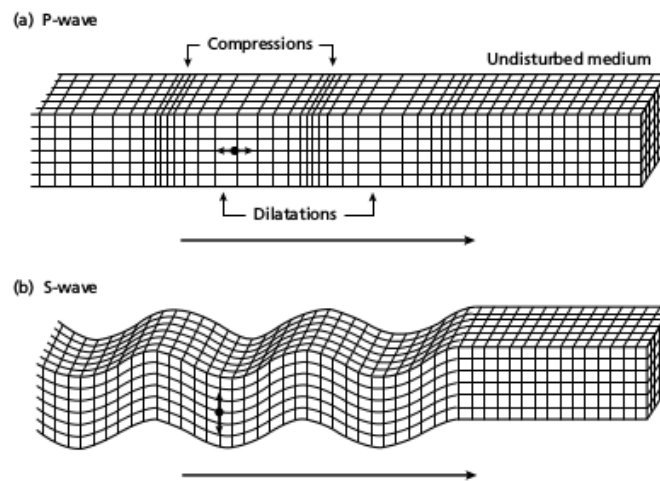 (a) P-wave
Compressions
Undisturbed medium
Dilatations
(b) S-wave